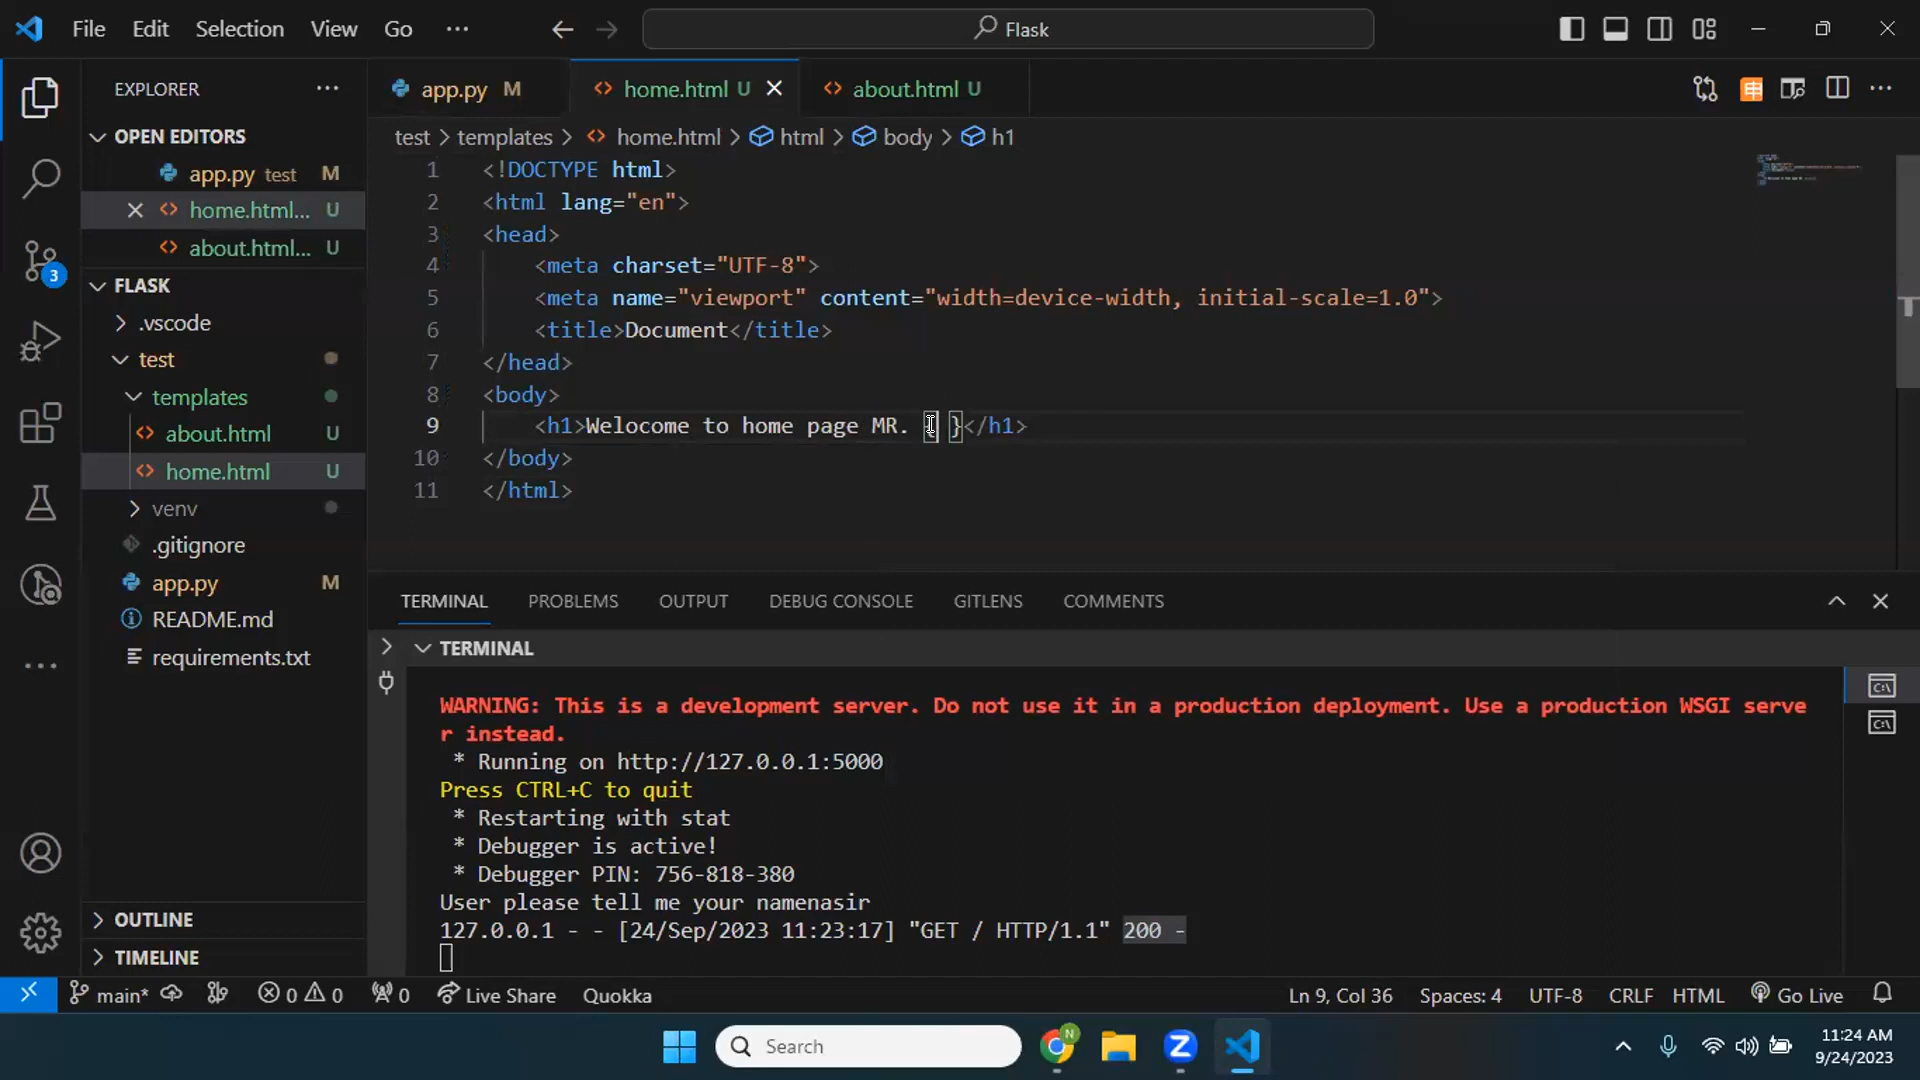 File Edit Selection View Go ···
Flask
EXPLORER ···
app.py M home.html U about.html U
OPEN EDITORS
test > templates > home.html > html > body > h1
app.py test M
home.html... U
about.html... U
FLASK
.vscode
test
templates
about.html U
home.html U
venv
.gitignore
app.py M
README.md
requirements.txt
OUTLINE
TIMELINE
3
1 <!DOCTYPE html>
2 <html lang="en">
3 <head>
4 <meta charset="UTF-8">
5 <meta name="viewport" content="width=device-width, initial-scale=1.0">
6 <title>Document</title>
7 </head>
8 <body>
9 <h1>Welocome to home page MR. { }</h1>
10 </body>
11 </html>
TERMINAL PROBLEMS OUTPUT DEBUG CONSOLE GITLENS COMMENTS
TERMINAL
WARNING: This is a development server. Do not use it in a production deployment. Use a production WSGI serve
r instead.
* Running on http://127.0.0.1:5000
Press CTRL+C to quit
* Restarting with stat
* Debugger is active!
* Debugger PIN: 756-818-380
User please tell me your namenasir
127.0.0.1 - - [24/Sep/2023 11:23:17] "GET / HTTP/1.1" 200 -
main* 0 0 0 Live Share Quokka Ln 9, Col 36 Spaces: 4 UTF-8 CRLF HTML Go Live
Search
N
Z
11:24 AM
9/24/2023